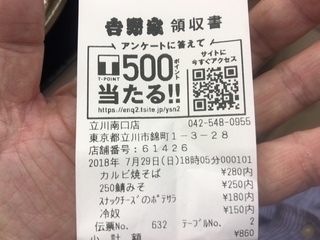 吉野家 領収書
アンケートに答えて
T-POINT 500 ポイント
当たる!!
サイトに
今すぐアクセス
https://enq2.tsite.jp/ysn2
立川南口店 042-548-0955
東京都立川市錦町1-3-28
店舗番号:61426
2018年 7月29日(日)18時05分000101
カルビ焼そば ¥280内
250鯖みそ ¥250内
スナックチーズのポテサラ ¥180内
冷奴 ¥150内
伝票No. 632 テーブルNo. 2
小 計 額 ¥860